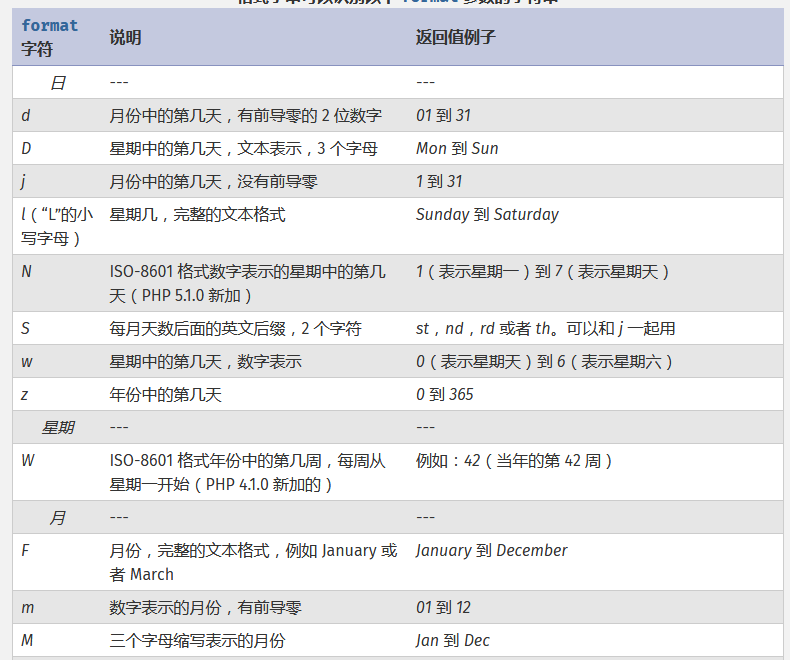 format 说明 返回值例子
字符
日 --- ---
d 月份中的第几天，有前导零的 2 位数字 01 到 31
D 星期中的第几天，文本表示，3 个字母 Mon 到 Sun
j 月份中的第几天，没有前导零 1 到 31
l（“L”的小 星期几，完整的文本格式 Sunday 到 Saturday
写字母）
N ISO-8601 格式数字表示的星期中的第几 1（表示星期一）到 7（表示星期天）
天（PHP 5.1.0 新加）
S 每月天数后面的英文后缀，2 个字符 st，nd，rd 或者 th。可以和 j 一起用
w 星期中的第几天，数字表示 0（表示星期天）到 6（表示星期六）
z 年份中的第几天 0 到 365
星期 --- ---
W ISO-8601 格式年份中的第几周，每周从 例如：42（当年的第 42 周）
星期一开始（PHP 4.1.0 新加的）
月 --- ---
F 月份，完整的文本格式，例如 January 或 January 到 December
者 March
m 数字表示的月份，有前导零 01 到 12
M 三个字母缩写表示的月份 Jan 到 Dec